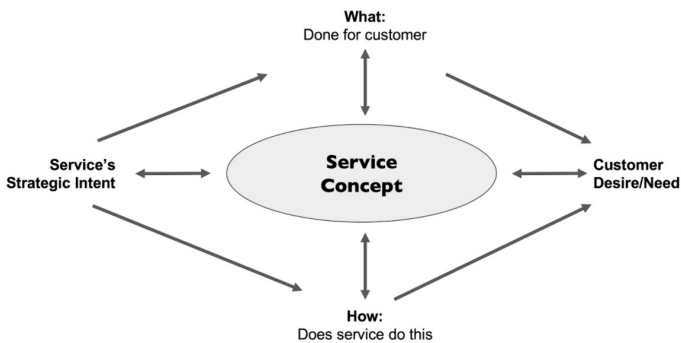 What:
Done for customer
Service's
Strategic Intent
Service
Concept
Customer
Desire/Need
How:
Does service do this